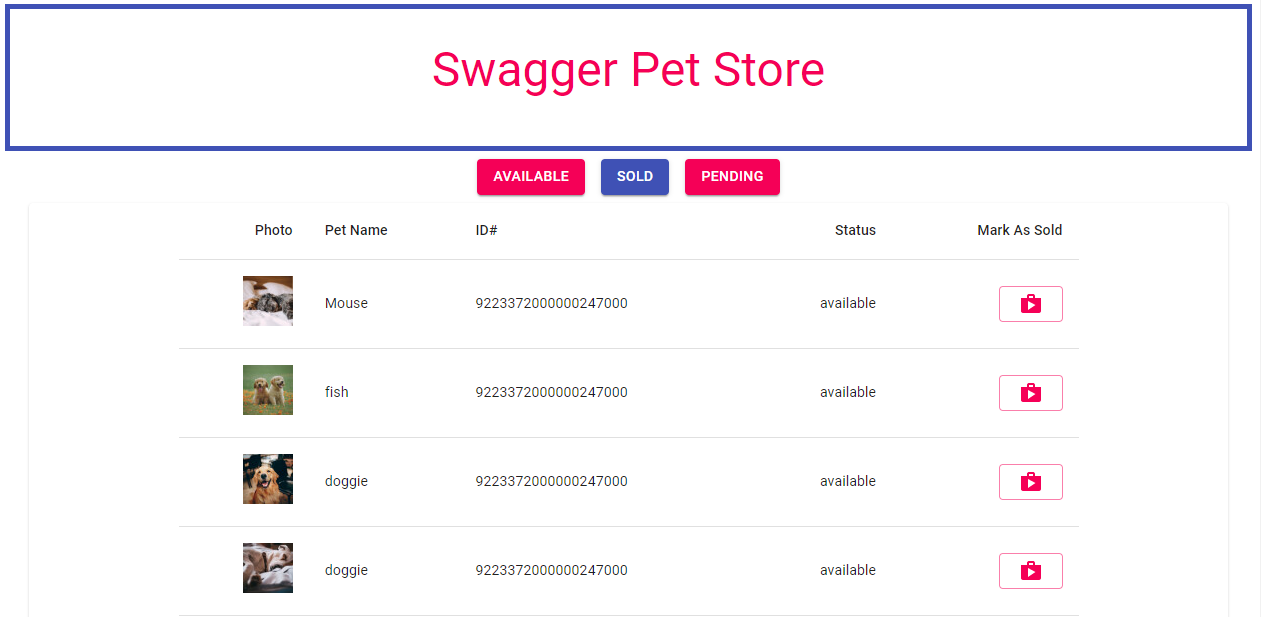 Swagger Pet Store
AVAILABLE SOLD PENDING
Photo Pet Name ID# Status Mark As Sold
Mouse 9223372000000247000 available
fish 9223372000000247000 available
doggie 9223372000000247000 available
doggie 9223372000000247000 available